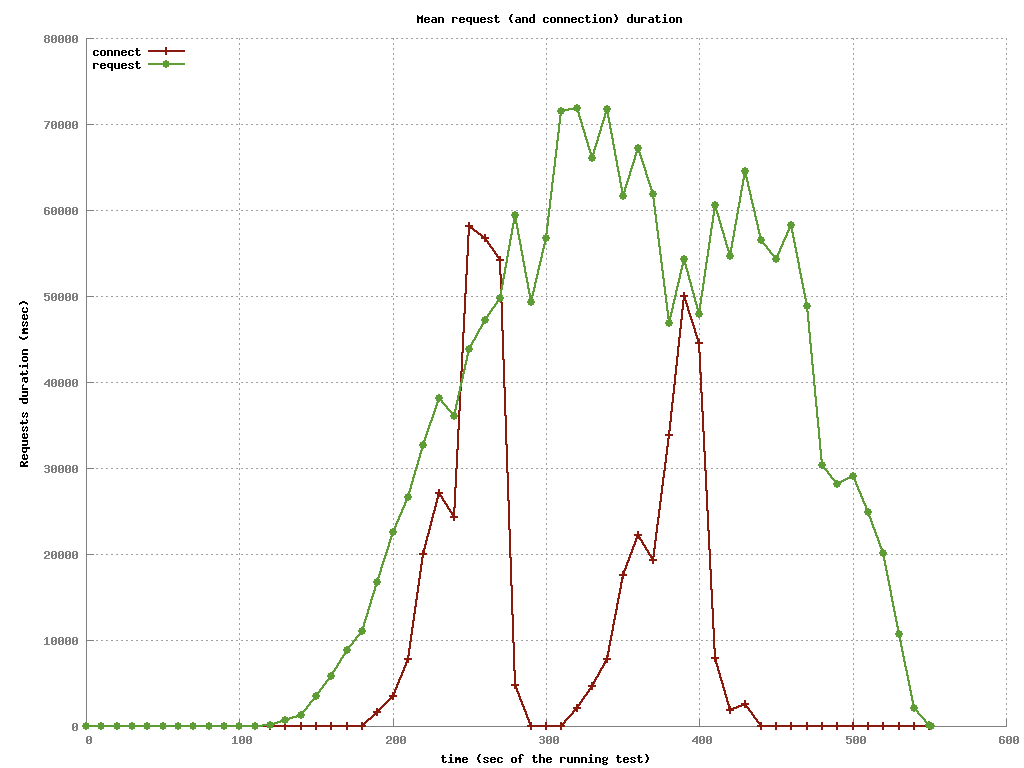 Mean request (and connection) duration
80000
connect
request
70000
60000
50000
40000
30000
20000
10000
0
Requests duration (msec)
0 100 200 300 400 500 600
time (sec of the running test)